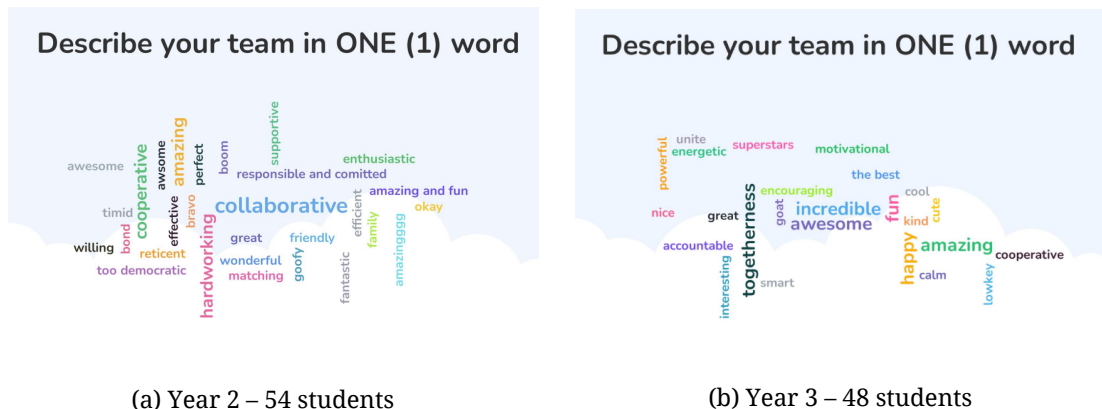 Describe your team in ONE (1) word
supportive
amazing
boom
awsome
perfect
cooperative
enthusiastic
awesome
responsible and comitted
amazing and fun
collaborative
efficient
okay
timid
effective
bravo
family
amazingggg
bond
hardworking
great
friendly
willing
reticent
wonderful
goofy
too democratic
matching
fantastic
(a) Year 2 – 54 students
Describe your team in ONE (1) word
powerful
unite
superstars
energetic
motivational
the best
togetherness
encouraging
cool
nice
great
goat
incredible
fun
cute
awesome
kind
accountable
happy
amazing
cooperative
interesting
smart
calm
lowkey
(b) Year 3 – 48 students